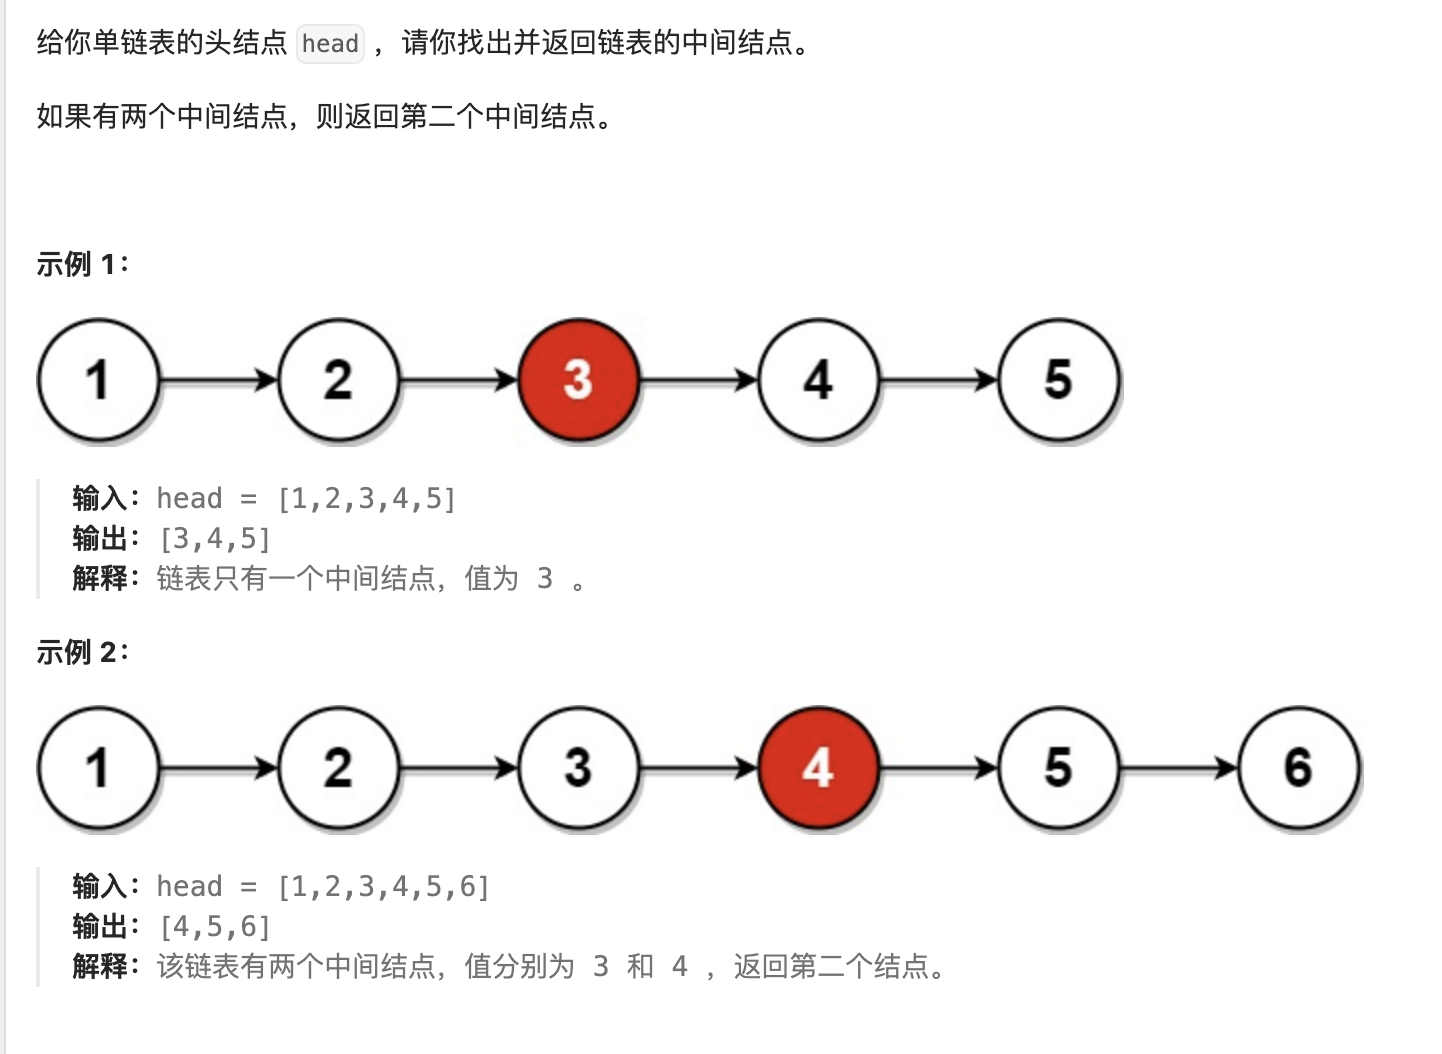 给你单链表的头结点 head ，请你找出并返回链表的中间结点。
如果有两个中间结点，则返回第二个中间结点。
示例 1：
1 2 3 4 5
输入：head = [1,2,3,4,5]
输出：[3,4,5]
解释：链表只有一个中间结点，值为 3 。
示例 2：
1 2 3 4 5 6
输入：head = [1,2,3,4,5,6]
输出：[4,5,6]
解释：该链表有两个中间结点，值分别为 3 和 4 ，返回第二个结点。